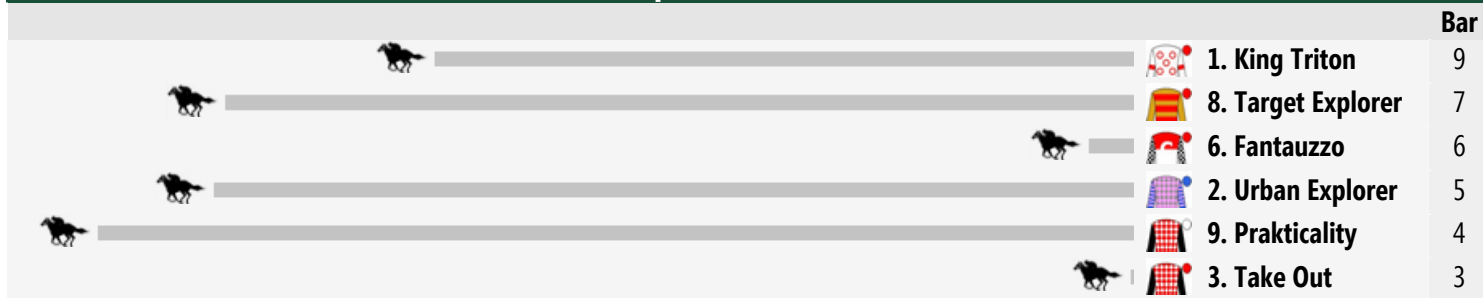 Bar
1. King Triton 9
8. Target Explorer 7
6. Fantauzzo 6
2. Urban Explorer 5
9. Prakticality 4
3. Take Out 3